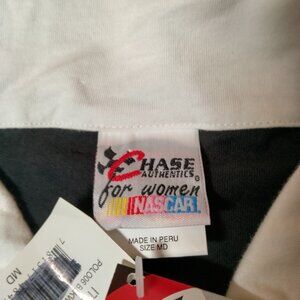 CHASE
AUTHENTICS®
for women
NASCAR
MADE IN PERU
SIZE MD
MD